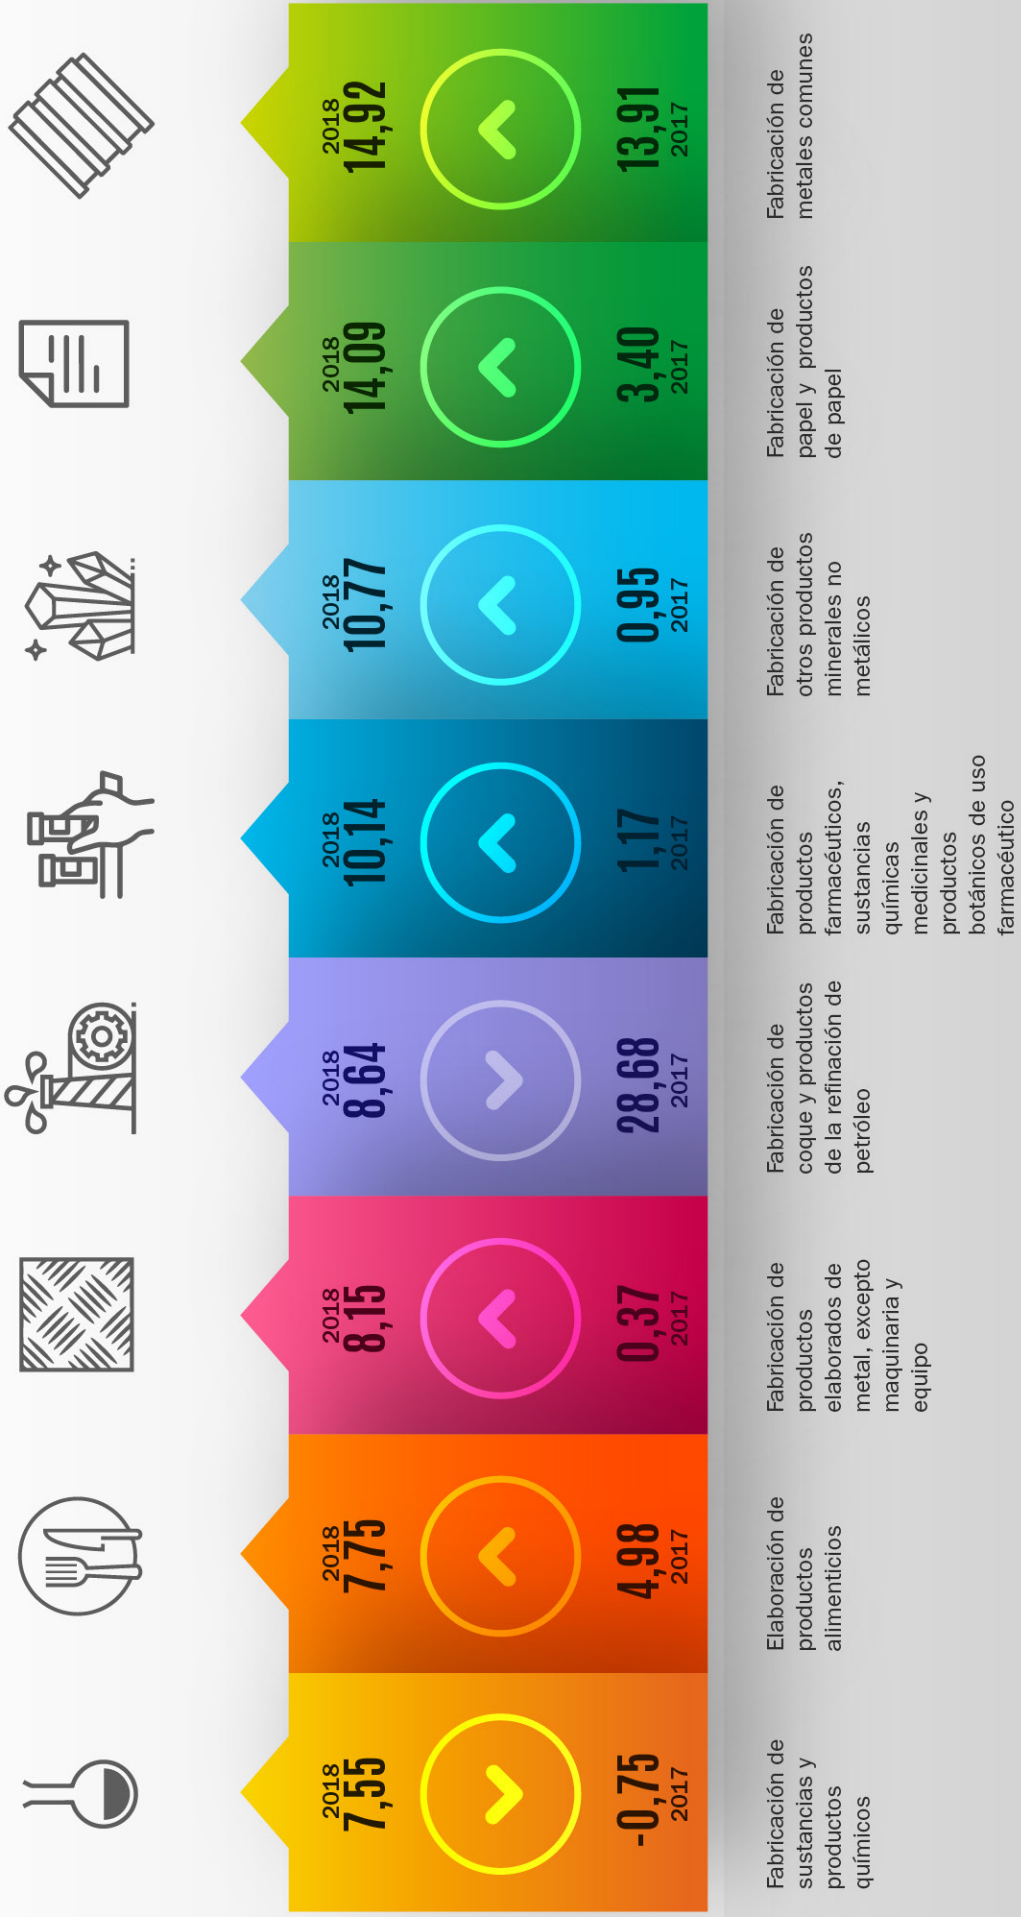 2018
7,55
-0,75
2017
Fabricación de
sustancias y
productos
químicos
2018
7,75
4,98
2017
Elaboración de
productos
alimenticios
2018
8,15
0,37
2017
Fabricación de
productos
elaborados de
metal, excepto
maquinaria y
equipo
2018
8,64
28,68
2017
Fabricación de
coque y productos
de la refinación de
petróleo
2018
10,14
1,17
2017
Fabricación de
productos
farmacéuticos,
sustancias
químicas
medicinales y
productos
botánicos de uso
farmacéutico
2018
10,77
0,95
2017
Fabricación de
otros productos
minerales no
metálicos
2018
14,09
3,40
2017
Fabricación de
papel y productos
de papel
2018
14,92
13,91
2017
Fabricación de
metales comunes